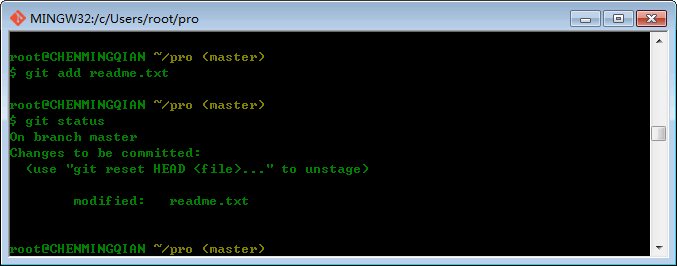 MINGW32:/c/Users/root/pro
root@CHENMINGQIAN ~/pro (master)
$ git add readme.txt
root@CHENMINGQIAN ~/pro (master)
$ git status
On branch master
Changes to be committed:
  (use "git reset HEAD <file>..." to unstage)
        modified:   readme.txt
root@CHENMINGQIAN ~/pro (master)